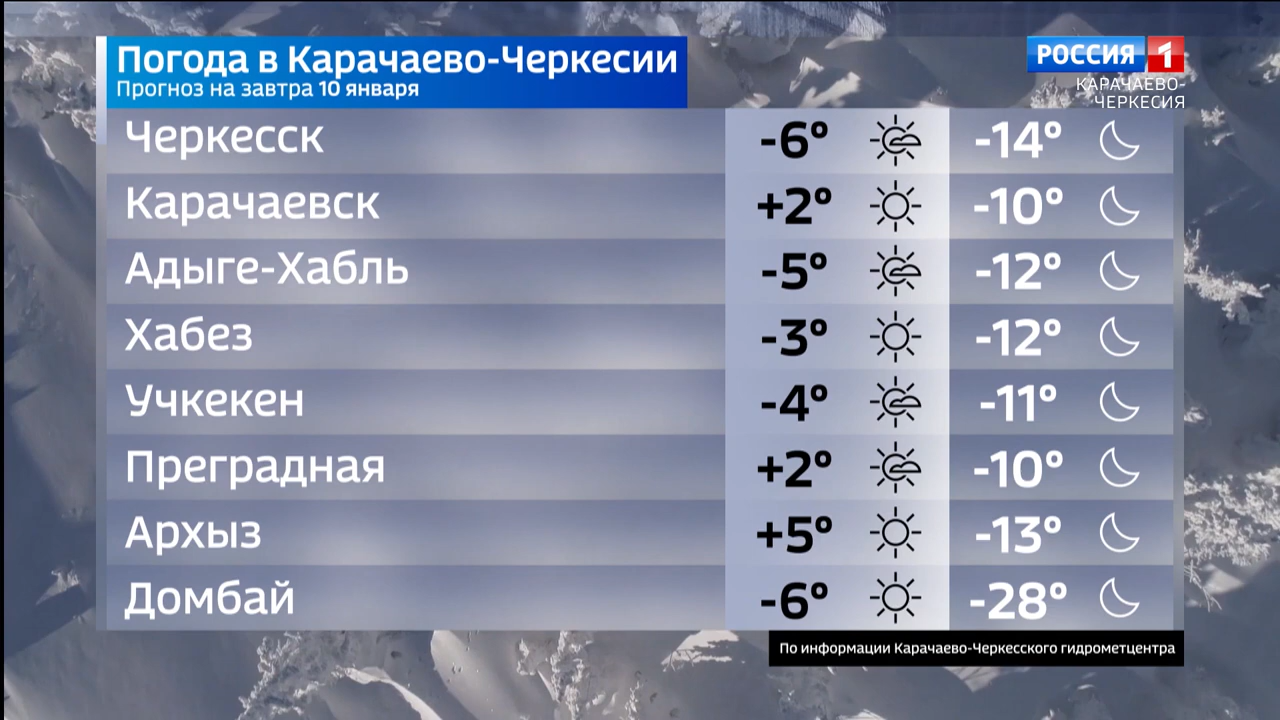 Погода в Карачаево-Черкесии
Прогноз на завтра 10 января
РОССИЯ 1
КАРАЧАЕВО-
ЧЕРКЕСИЯ
Черкесск -6° -14°
Карачаевск +2° -10°
Адыге-Хабль -5° -12°
Хабез -3° -12°
Учкекен -4° -11°
Преградная +2° -10°
Архыз +5° -13°
Домбай -6° -28°
По информации Карачаево-Черкесского гидрометцентра